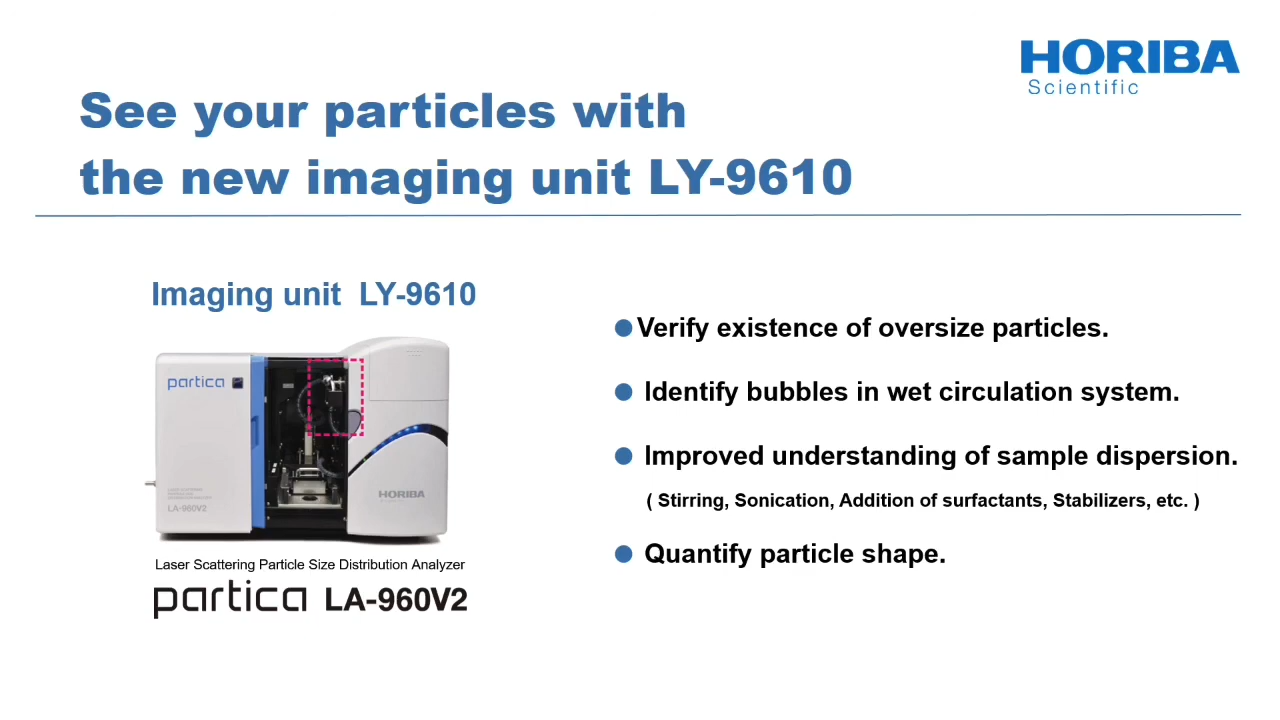 HORIBA
Scientific
See your particles with
the new imaging unit LY-9610
Imaging unit LY-9610
partica
HORIBA
LA-960V2
Laser Scattering Particle Size Distribution Analyzer
partica LA-960V2
Verify existence of oversize particles.
Identify bubbles in wet circulation system.
Improved understanding of sample dispersion.
( Stirring, Sonication, Addition of surfactants, Stabilizers, etc. )
Quantify particle shape.